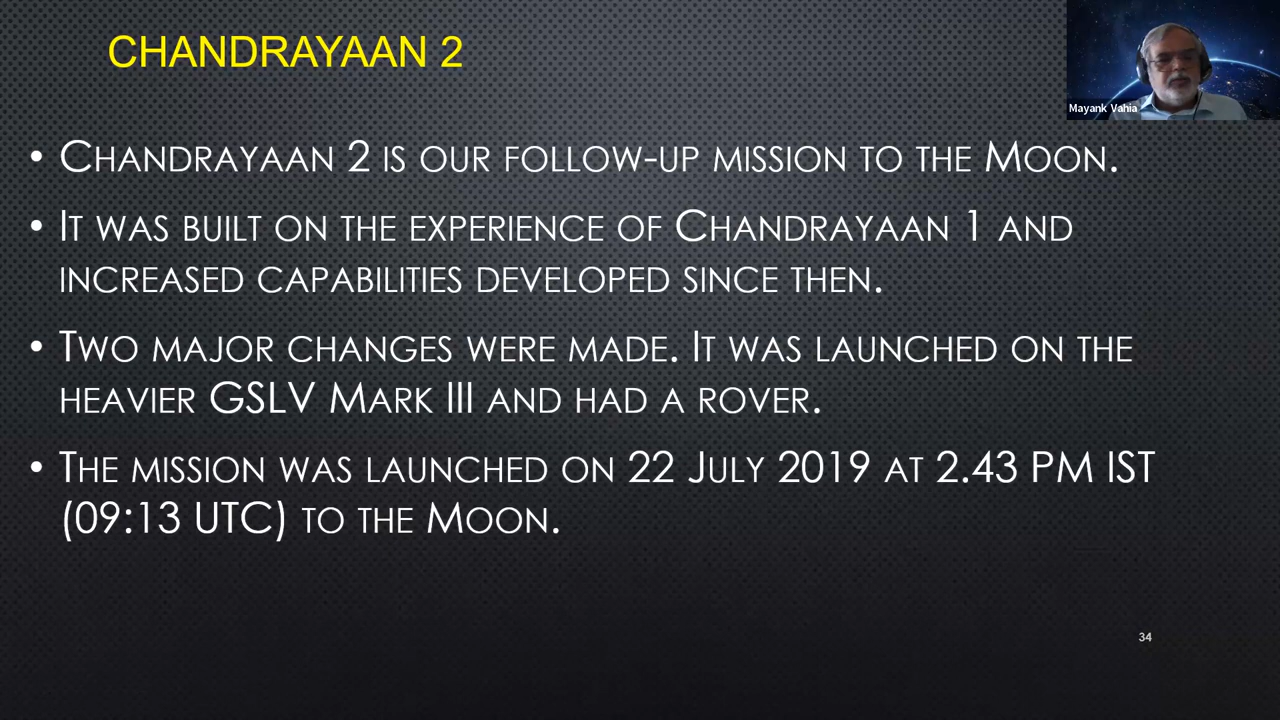 CHANDRAYAAN 2
Mayank Vahia
• CHANDRAYAAN 2 IS OUR FOLLOW-UP MISSION TO THE MOON.
• IT WAS BUILT ON THE EXPERIENCE OF CHANDRAYAAN 1 AND
INCREASED CAPABILITIES DEVELOPED SINCE THEN.
• TWO MAJOR CHANGES WERE MADE. IT WAS LAUNCHED ON THE
HEAVIER GSLV MARK III AND HAD A ROVER.
• THE MISSION WAS LAUNCHED ON 22 JULY 2019 AT 2.43 PM IST
(09:13 UTC) TO THE MOON.
34